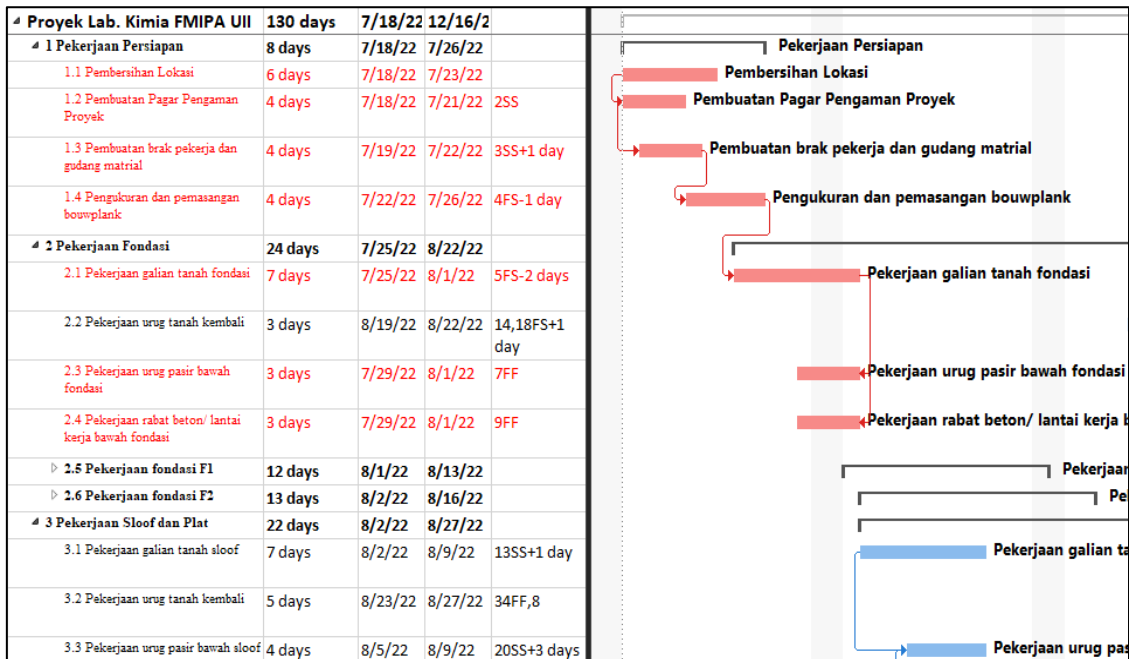 Proyek Lab. Kimia FMIPA UII 130 days 7/18/22 12/16/2
1 Pekerjaan Persiapan 8 days 7/18/22 7/26/22 Pekerjaan Persiapan
1.1 Pembersihan Lokasi 6 days 7/18/22 7/23/22 Pembersihan Lokasi
1.2 Pembuatan Pagar Pengaman 4 days 7/18/22 7/21/22 2SS Pembuatan Pagar Pengaman Proyek
Proyek
1.3 Pembuatan brak pekerja dan 4 days 7/19/22 7/22/22 3SS+1 day Pembuatan brak pekerja dan gudang matrial
gudang matrial
1.4 Pengukuran dan pemasangan 4 days 7/22/22 7/26/22 4FS-1 day Pengukuran dan pemasangan bouwplank
bouwplank
2 Pekerjaan Fondasi 24 days 7/25/22 8/22/22
2.1 Pekerjaan galian tanah fondasi 7 days 7/25/22 8/1/22 5FS-2 days Pekerjaan galian tanah fondasi
2.2 Pekerjaan urug tanah kembali 3 days 8/19/22 8/22/22 14,18FS+1
day
2.3 Pekerjaan urug pasir bawah 3 days 7/29/22 8/1/22 7FF Pekerjaan urug pasir bawah fondasi
fondasi
2.4 Pekerjaan rabat beton/ lantai 3 days 7/29/22 8/1/22 9FF Pekerjaan rabat beton/ lantai kerja b
kerja bawah fondasi
2.5 Pekerjaan fondasi F1 12 days 8/1/22 8/13/22 Pekerjaan
2.6 Pekerjaan fondasi F2 13 days 8/2/22 8/16/22 Pe
3 Pekerjaan Sloof dan Plat 22 days 8/2/22 8/27/22
3.1 Pekerjaan galian tanah sloof 7 days 8/2/22 8/9/22 13SS+1 day Pekerjaan galian ta
3.2 Pekerjaan urug tanah kembali 5 days 8/23/22 8/27/22 34FF,8
3.3 Pekerjaan urug pasir bawah sloof 4 days 8/5/22 8/9/22 20SS+3 days Pekerjaan urug pas